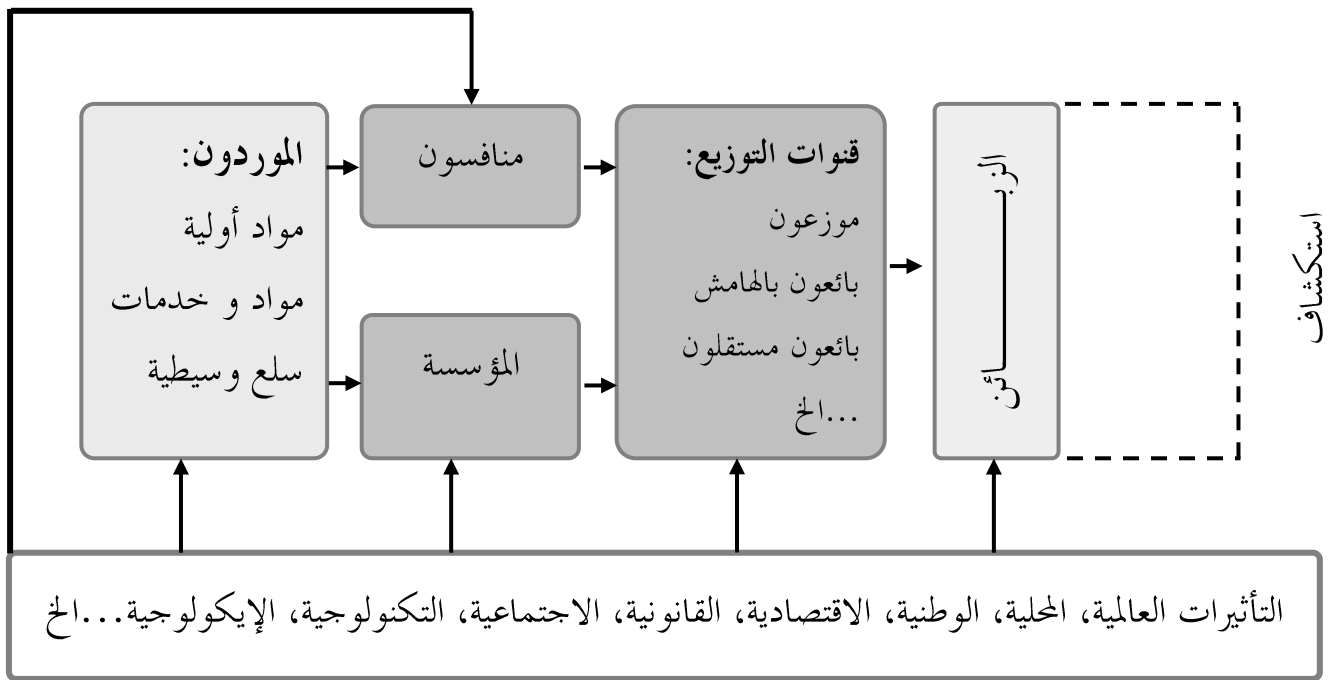 الموردون:
مواد أولية
مواد و خدمات
سلع وسيطية
منافسون
المؤسسة
قنوات التوزيع:
موزعون
بائعون بالهامش
بائعون مستقلون
...الخ
الزبــــــــائن
استكشاف
التأثيرات العالمية، المحلية، الوطنية، الاقتصادية، القانونية، الاجتماعية، التكنولوجية، الإيكولوجية...الخ